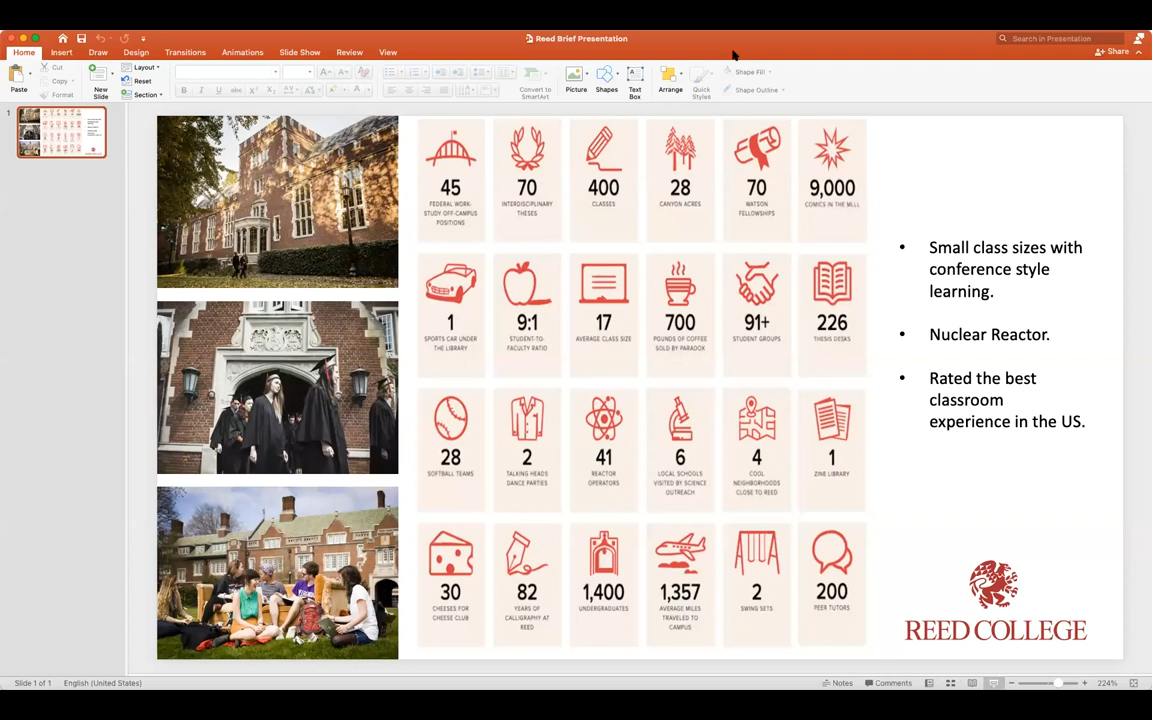 Reed Brief Presentation
Search in Presentation
Home Insert Draw Design Transitions Animations Slide Show Review View
Share
Paste
Cut
Copy
Format
New
Slide
Layout
Reset
Section
Convert to
SmartArt
Picture
Shapes
Text
Box
Arrange
Quick
Styles
Shape Fill
Shape Outline
1
45
FEDERAL WORK-
STUDY OFF-CAMPUS
POSITIONS
70
INTERDISCIPLINARY
THESES
400
CLASSES
28
CANYON ACRES
70
WATSON
FELLOWSHIPS
9,000
COMICS IN THE MLLL
1
SPORTS CAR UNDER
THE LIBRARY
9:1
STUDENT-TO-
FACULTY RATIO
17
AVERAGE CLASS SIZE
700
POUNDS OF COFFEE
SOLD BY PARADOX
91+
STUDENT GROUPS
226
THESIS DESKS
28
SOFTBALL TEAMS
2
TALKING HEADS
DANCE PARTIES
41
REACTOR
OPERATORS
6
LOCAL SCHOOLS
VISITED BY SCIENCE
OUTREACH
4
COOL
NEIGHBORHOODS
CLOSE TO REED
1
ZINE LIBRARY
30
CHEESES FOR
CHEESE CLUB
82
YEARS OF
CALLIGRAPHY AT
REED
1,400
UNDERGRADUATES
1,357
AVERAGE MILES
TRAVELED TO
CAMPUS
2
SWING SETS
200
PEER TUTORS
• Small class sizes with
conference style
learning.
• Nuclear Reactor.
• Rated the best
classroom
experience in the US.
REED COLLEGE
Slide 1 of 1
English (United States)
Notes
Comments
224%